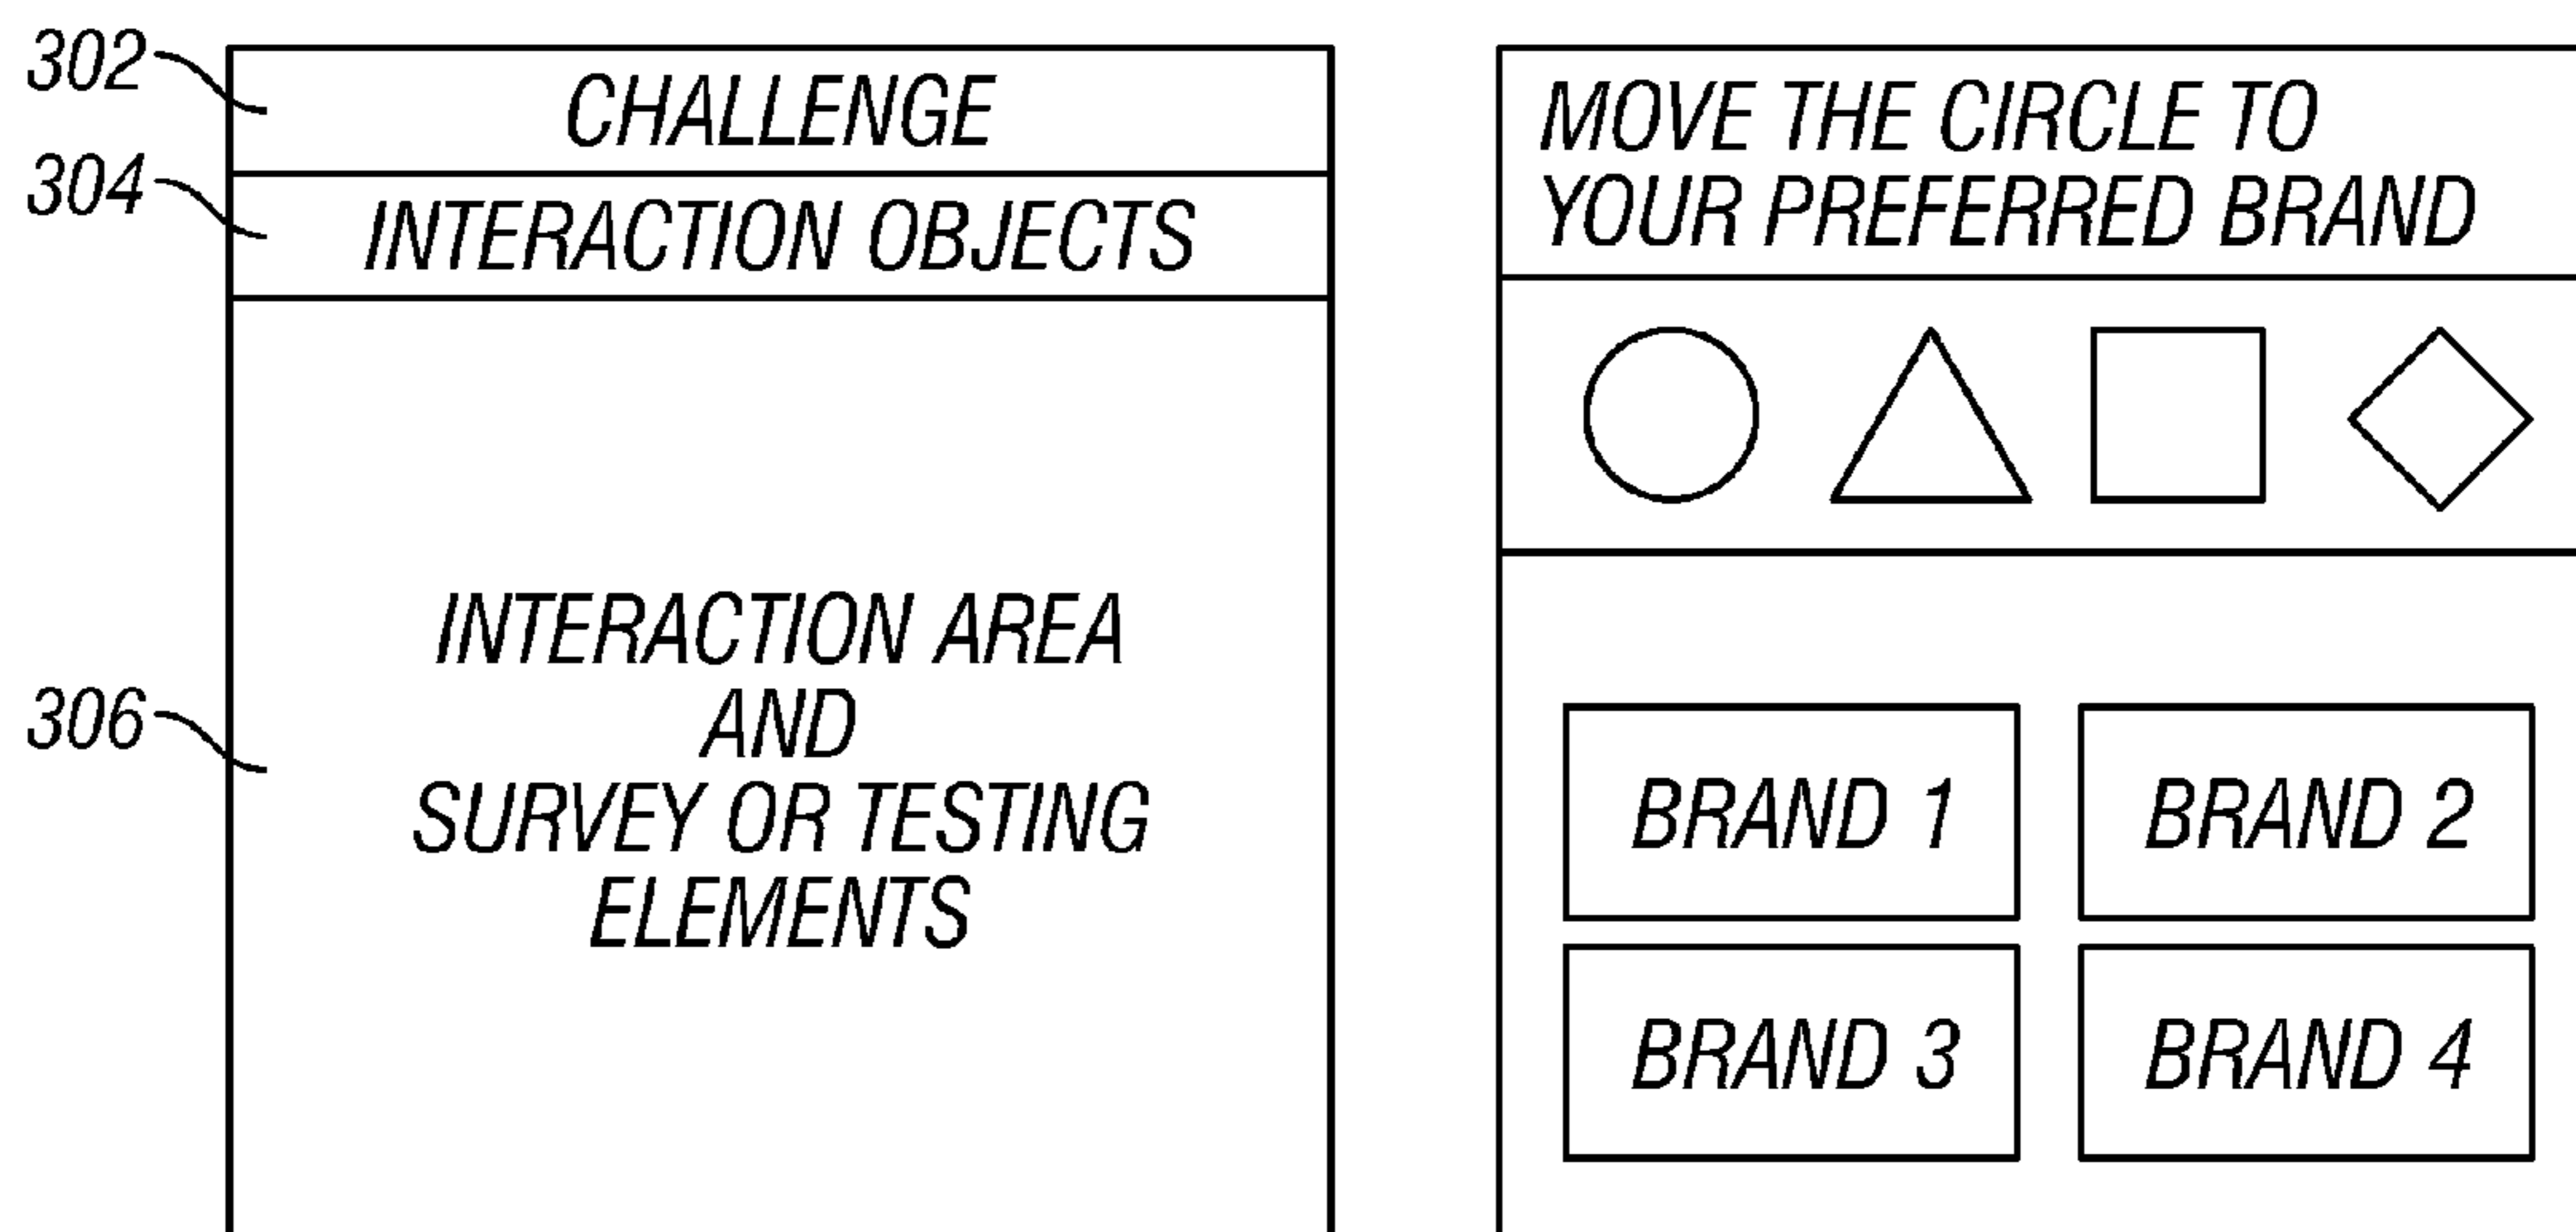 302
CHALLENGE
304
INTERACTION OBJECTS
306
INTERACTION AREA
AND
SURVEY OR TESTING
ELEMENTS
MOVE THE CIRCLE TO
YOUR PREFERRED BRAND
BRAND 1
BRAND 2
BRAND 3
BRAND 4